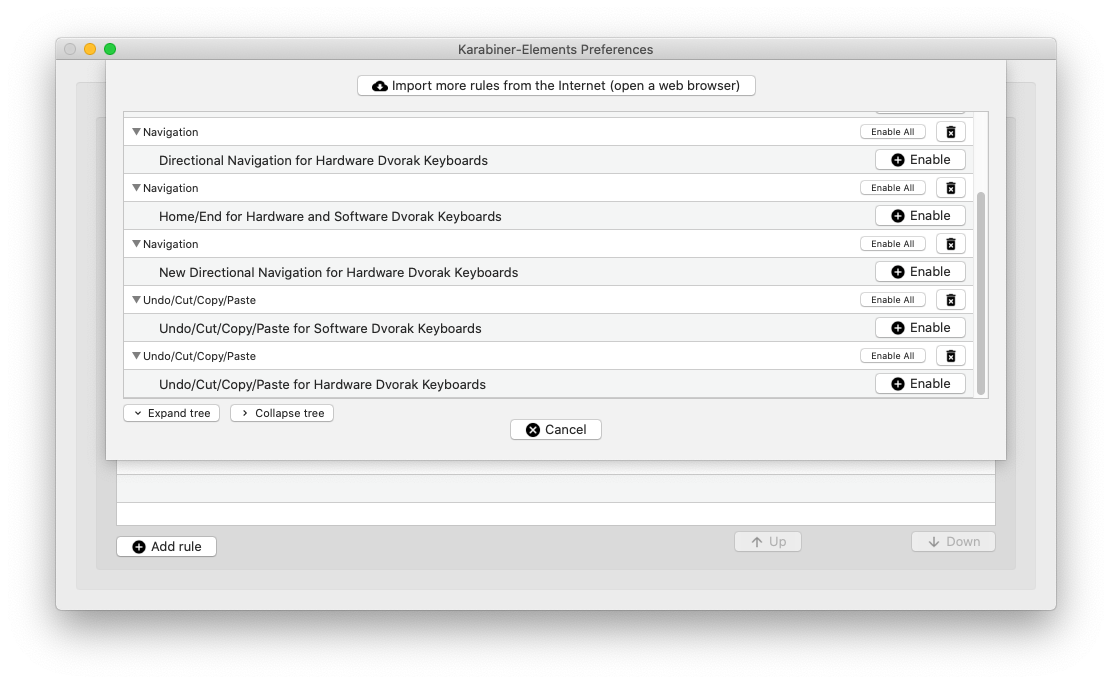 Karabiner-Elements Preferences
Import more rules from the Internet (open a web browser)
Navigation Enable All
Directional Navigation for Hardware Dvorak Keyboards Enable
Navigation Enable All
Home/End for Hardware and Software Dvorak Keyboards Enable
Navigation Enable All
New Directional Navigation for Hardware Dvorak Keyboards Enable
Undo/Cut/Copy/Paste Enable All
Undo/Cut/Copy/Paste for Software Dvorak Keyboards Enable
Undo/Cut/Copy/Paste Enable All
Undo/Cut/Copy/Paste for Hardware Dvorak Keyboards Enable
Expand tree Collapse tree
Cancel
Add rule Up Down